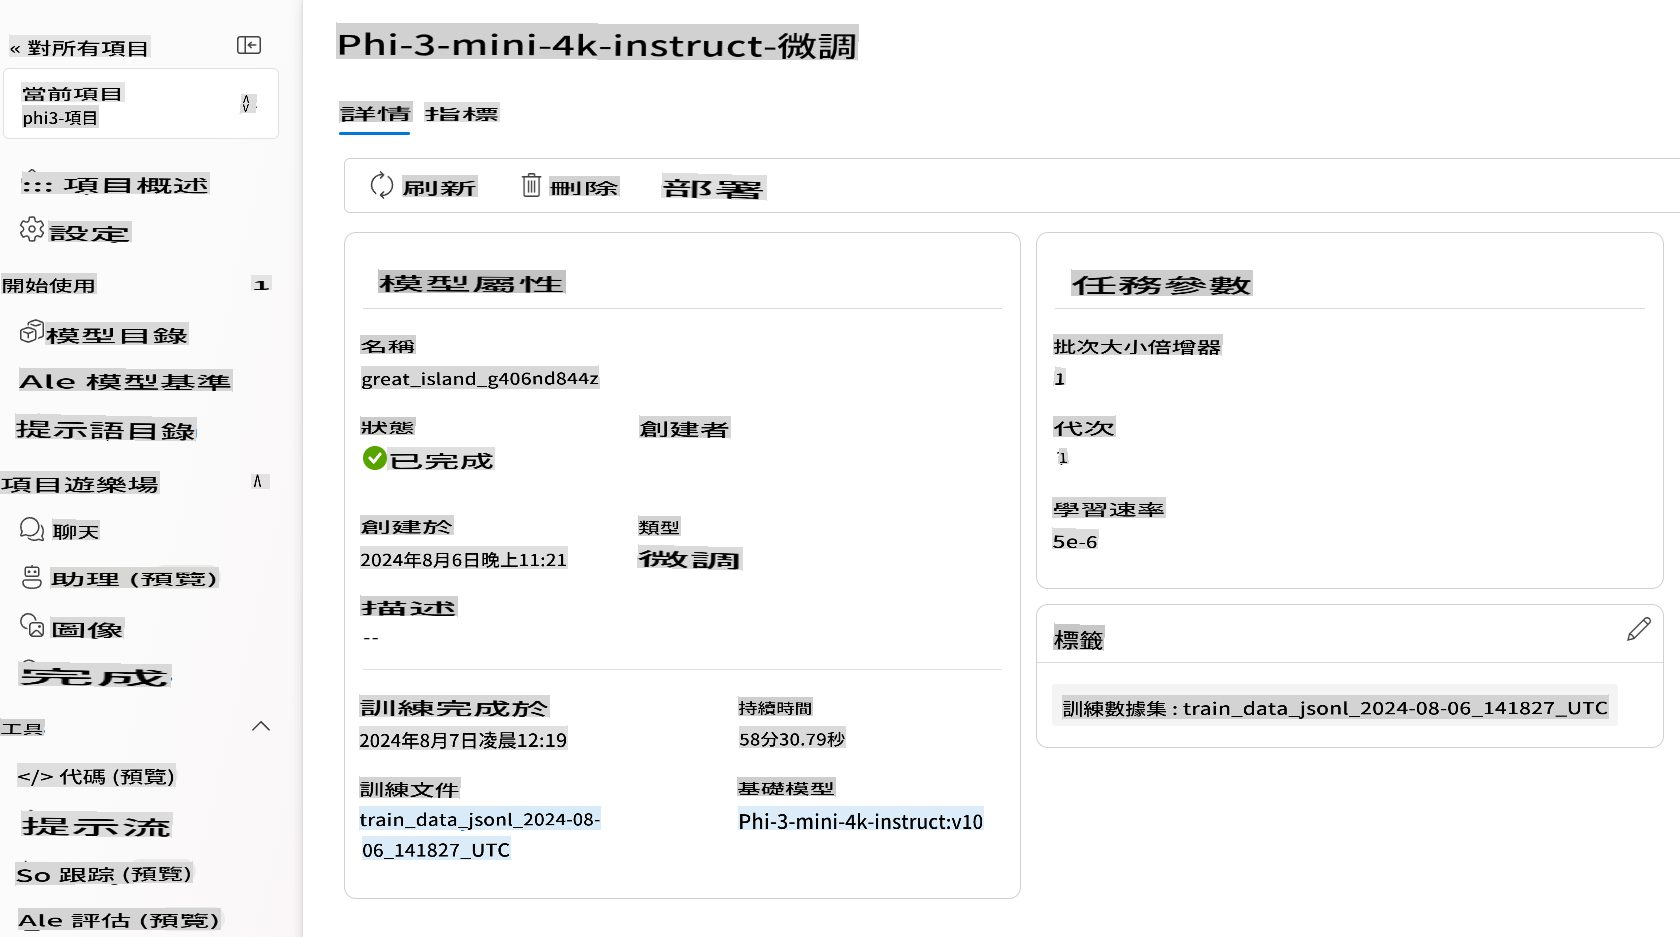 « 對所有項目
當前項目
phi3-項目
項目概述
設定
開始使用
1
模型目錄
Ale 模型基準
提示語目錄
項目遊樂場
聊天
助理 (預覽)
圖像
完成
工具
</> 代碼 (預覽)
提示流
So 跟踪 (預覽)
Ale 評估 (預覽)
Phi-3-mini-4k-instruct-微調
詳情 指標
刷新 刪除 部署
模型屬性
名稱
great_island_g406nd844z
狀態 創建者
已完成
創建於 類型
2024年8月6日晚上11:21 微調
描述
--
訓練完成於 持續時間
2024年8月7日凌晨12:19 58分30.79秒
訓練文件 基礎模型
train_data_jsonl_2024-08- Phi-3-mini-4k-instruct:v10
06_141827_UTC
任務參數
批次大小倍增器
1
代次
1
學習速率
5e-6
標籤
訓練數據集 : train_data_jsonl_2024-08-06_141827_UTC